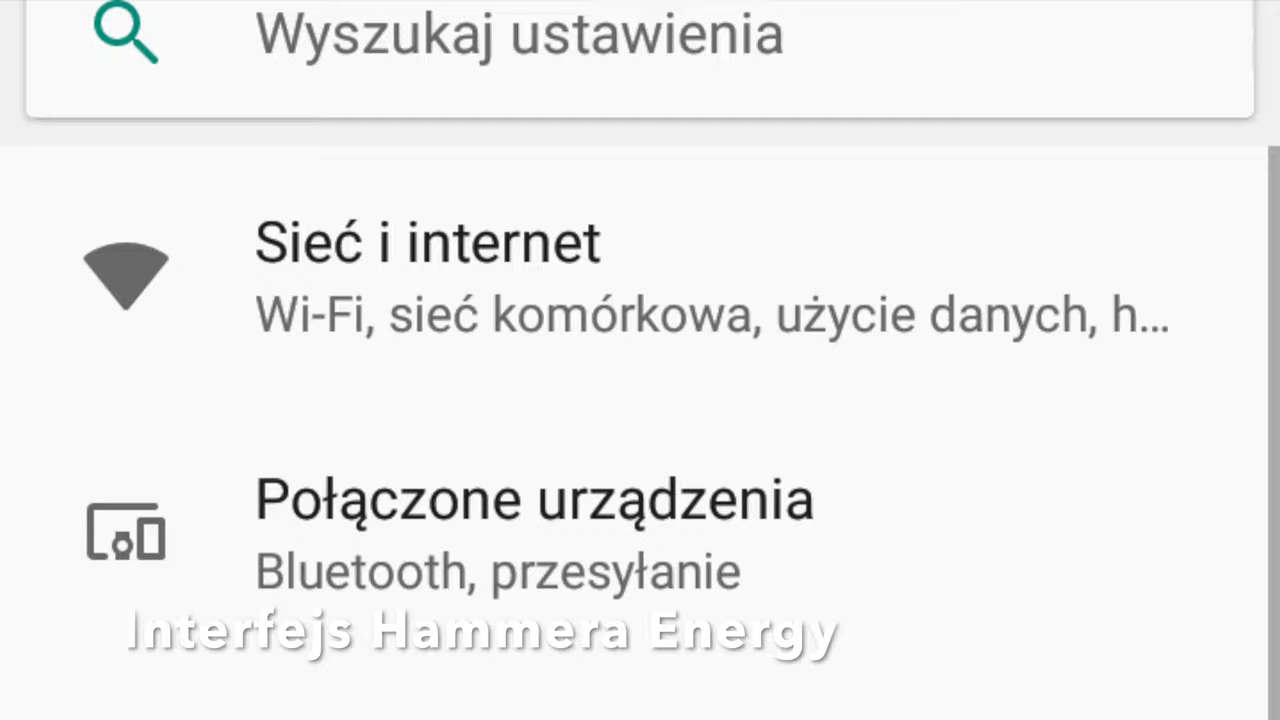 Wyszukaj ustawienia
Sieć i internet
Wi-Fi, sieć komórkowa, użycie danych, h...
Połączone urządzenia
Bluetooth, przesyłanie
Interfejs Hammera Energy